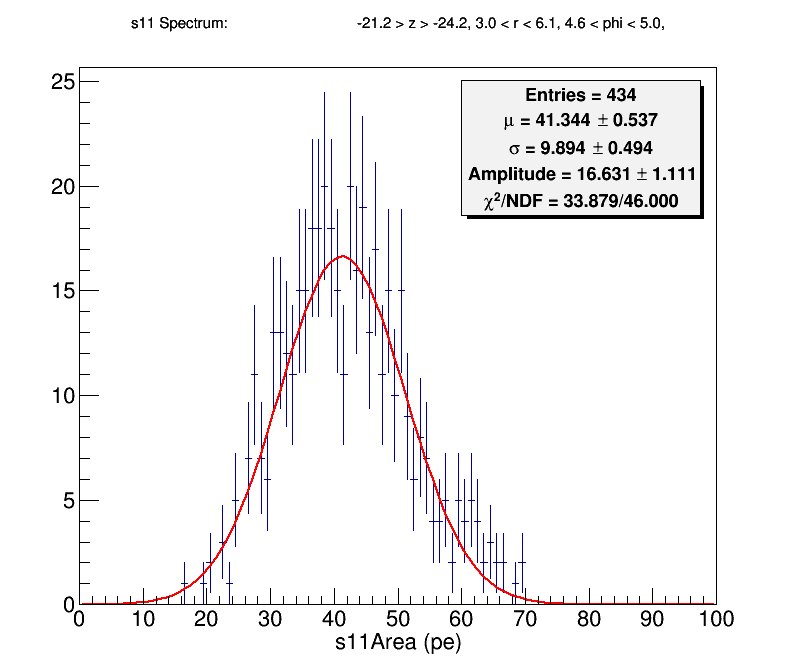 s11 Spectrum: -21.2 > z > -24.2, 3.0 < r < 6.1, 4.6 < phi < 5.0,
Entries = 434
μ = 41.344 ± 0.537
σ = 9.894 ± 0.494
Amplitude = 16.631 ± 1.111
χ²/NDF = 33.879/46.000
25
20
15
10
5
0
0 10 20 30 40 50 60 70 80 90 100
s11Area (pe)